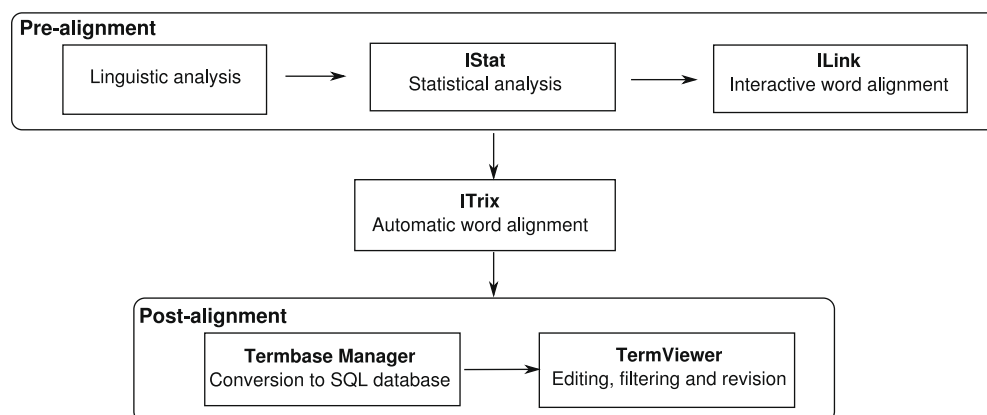 Pre-alignment
Linguistic analysis
IStat
Statistical analysis
ILink
Interactive word alignment
ITrix
Automatic word alignment
Post-alignment
Termbase Manager
Conversion to SQL database
TermViewer
Editing, filtering and revision